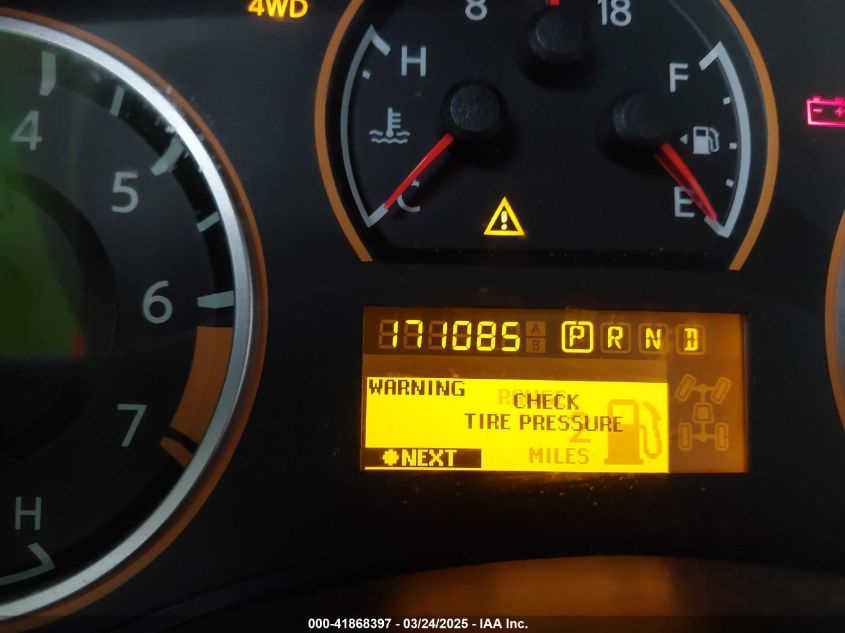 4WD
8 18
H
F
4
5
C
E
6
171085 A B P R N D
WARNING
CHECK
TIRE PRESSURE
7
NEXT
MILES
H
000-41868397 - 03/24/2025 - IAA Inc.